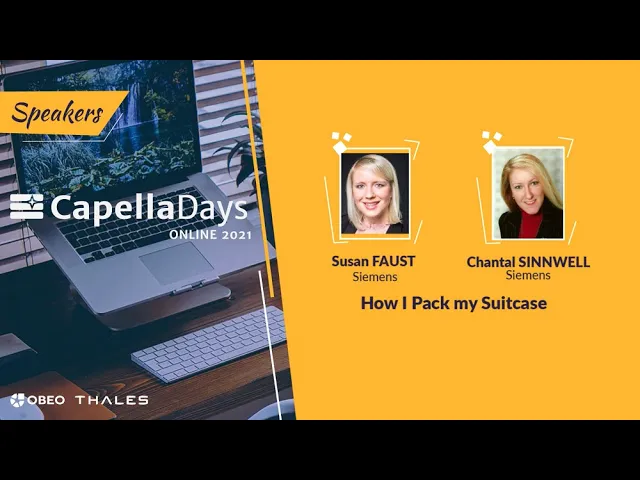 Speakers
CapellaDays
ONLINE 2021
OBEO THALES
Susan FAUST
Siemens
Chantal SINNWELL
Siemens
How I Pack my Suitcase